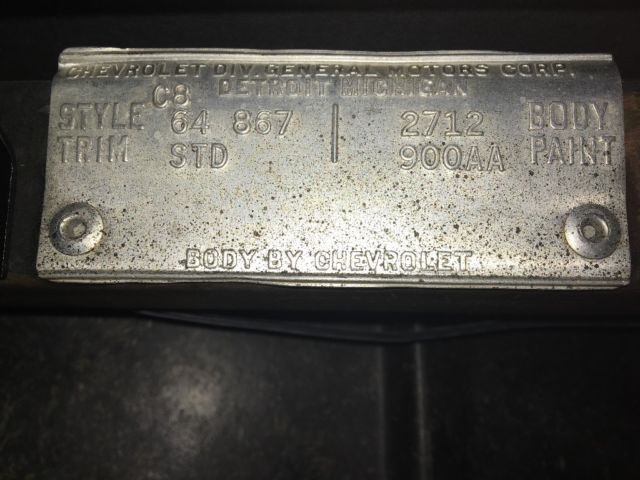 CHEVROLET DIV. GENERAL MOTORS CORP.
DETROIT MICHIGAN
C8
STYLE 64 867 | 2712 BODY
TRIM STD 900AA PAINT
BODY BY CHEVROLET